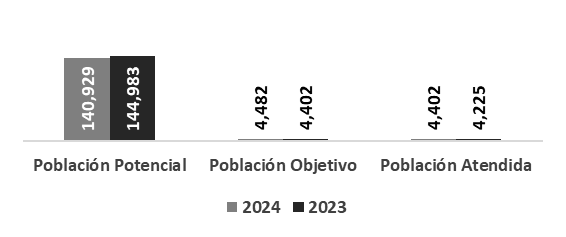 140,929
144,983
4,482
4,402
4,402
4,225
Población Potencial
Población Objetivo
Población Atendida
2024
2023